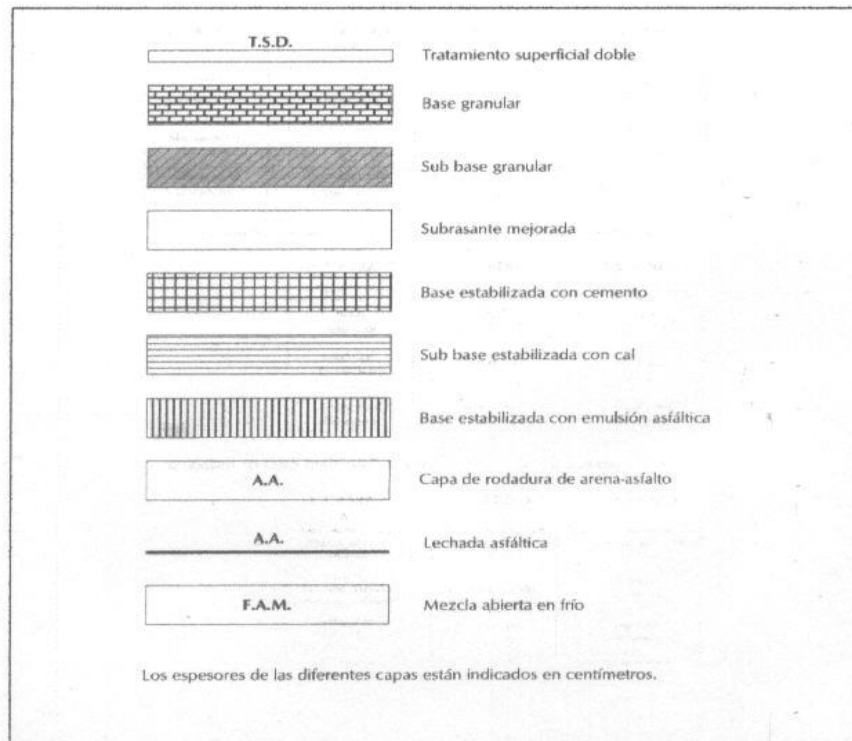 T.S.D.
Tratamiento superficial doble
Base granular
Sub base granular
Subrasante mejorada
Base estabilizada con cemento
Sub base estabilizada con cal
Base estabilizada con emulsión asfáltica
A.A.
Capa de rodadura de arena-asfalto
A.A.
Lechada asfáltica
F.A.M.
Mezcla abierta en frío
Los espesores de las diferentes capas están indicados en centímetros.